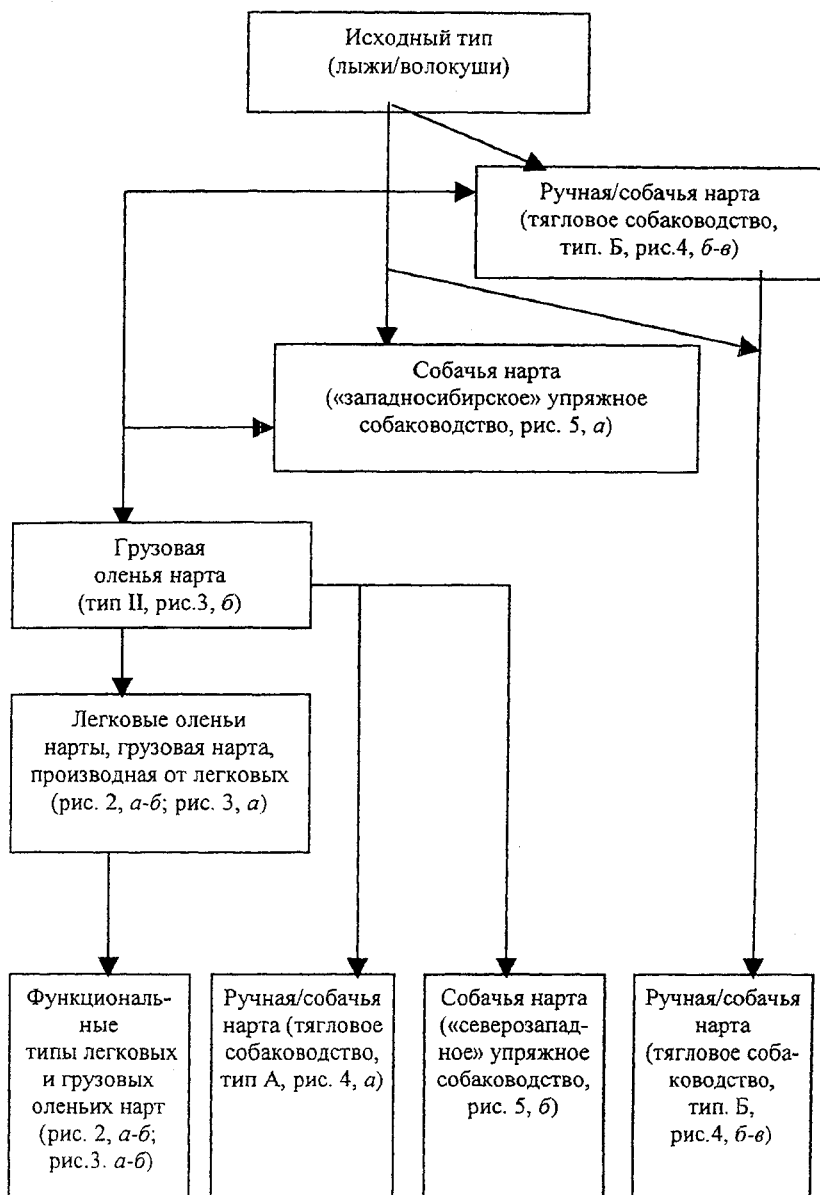 Исходный тип
(лыжи/волокуши)
Ручная/собачья нарта
(тягловое собаководство,
тип. Б, рис.4, б-в)
Собачья нарта
(«западносибирское» упряжное
собаководство, рис. 5, а)
Грузовая
оленья нарта
(тип II, рис.3, б)
Легковые оленьи
нарты, грузовая нарта,
производная от легковых
(рис. 2, а-б; рис. 3, а)
Функциональ-
ные
типы легковых
и грузовых
оленьих нарт
(рис. 2, а-б;
рис.3. а-б)
Ручная/собачья
нарта (тягловое
собаководство,
тип А, рис. 4, а)
Собачья нарта
(«северозапад-
ное» упряжное
собаководство,
рис. 5, б)
Ручная/собачья
нарта
(тягловое соба-
ководство,
тип. Б,
рис.4, б-в)